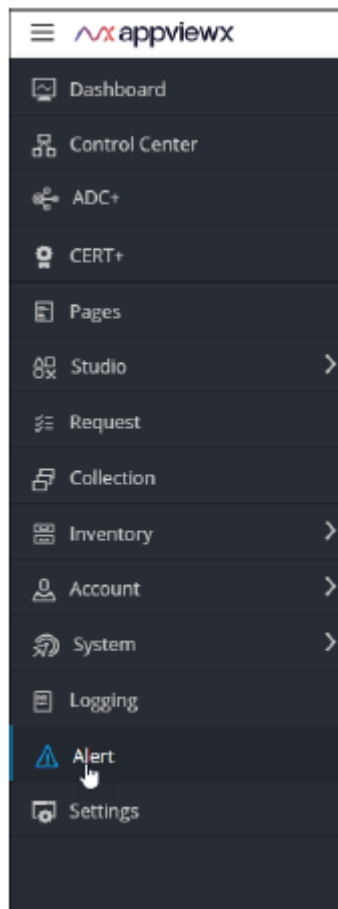 appviewx
Dashboard
Control Center
ADC+
CERT+
Pages
Studio
Request
Collection
Inventory
Account
System
Logging
Alert
Settings